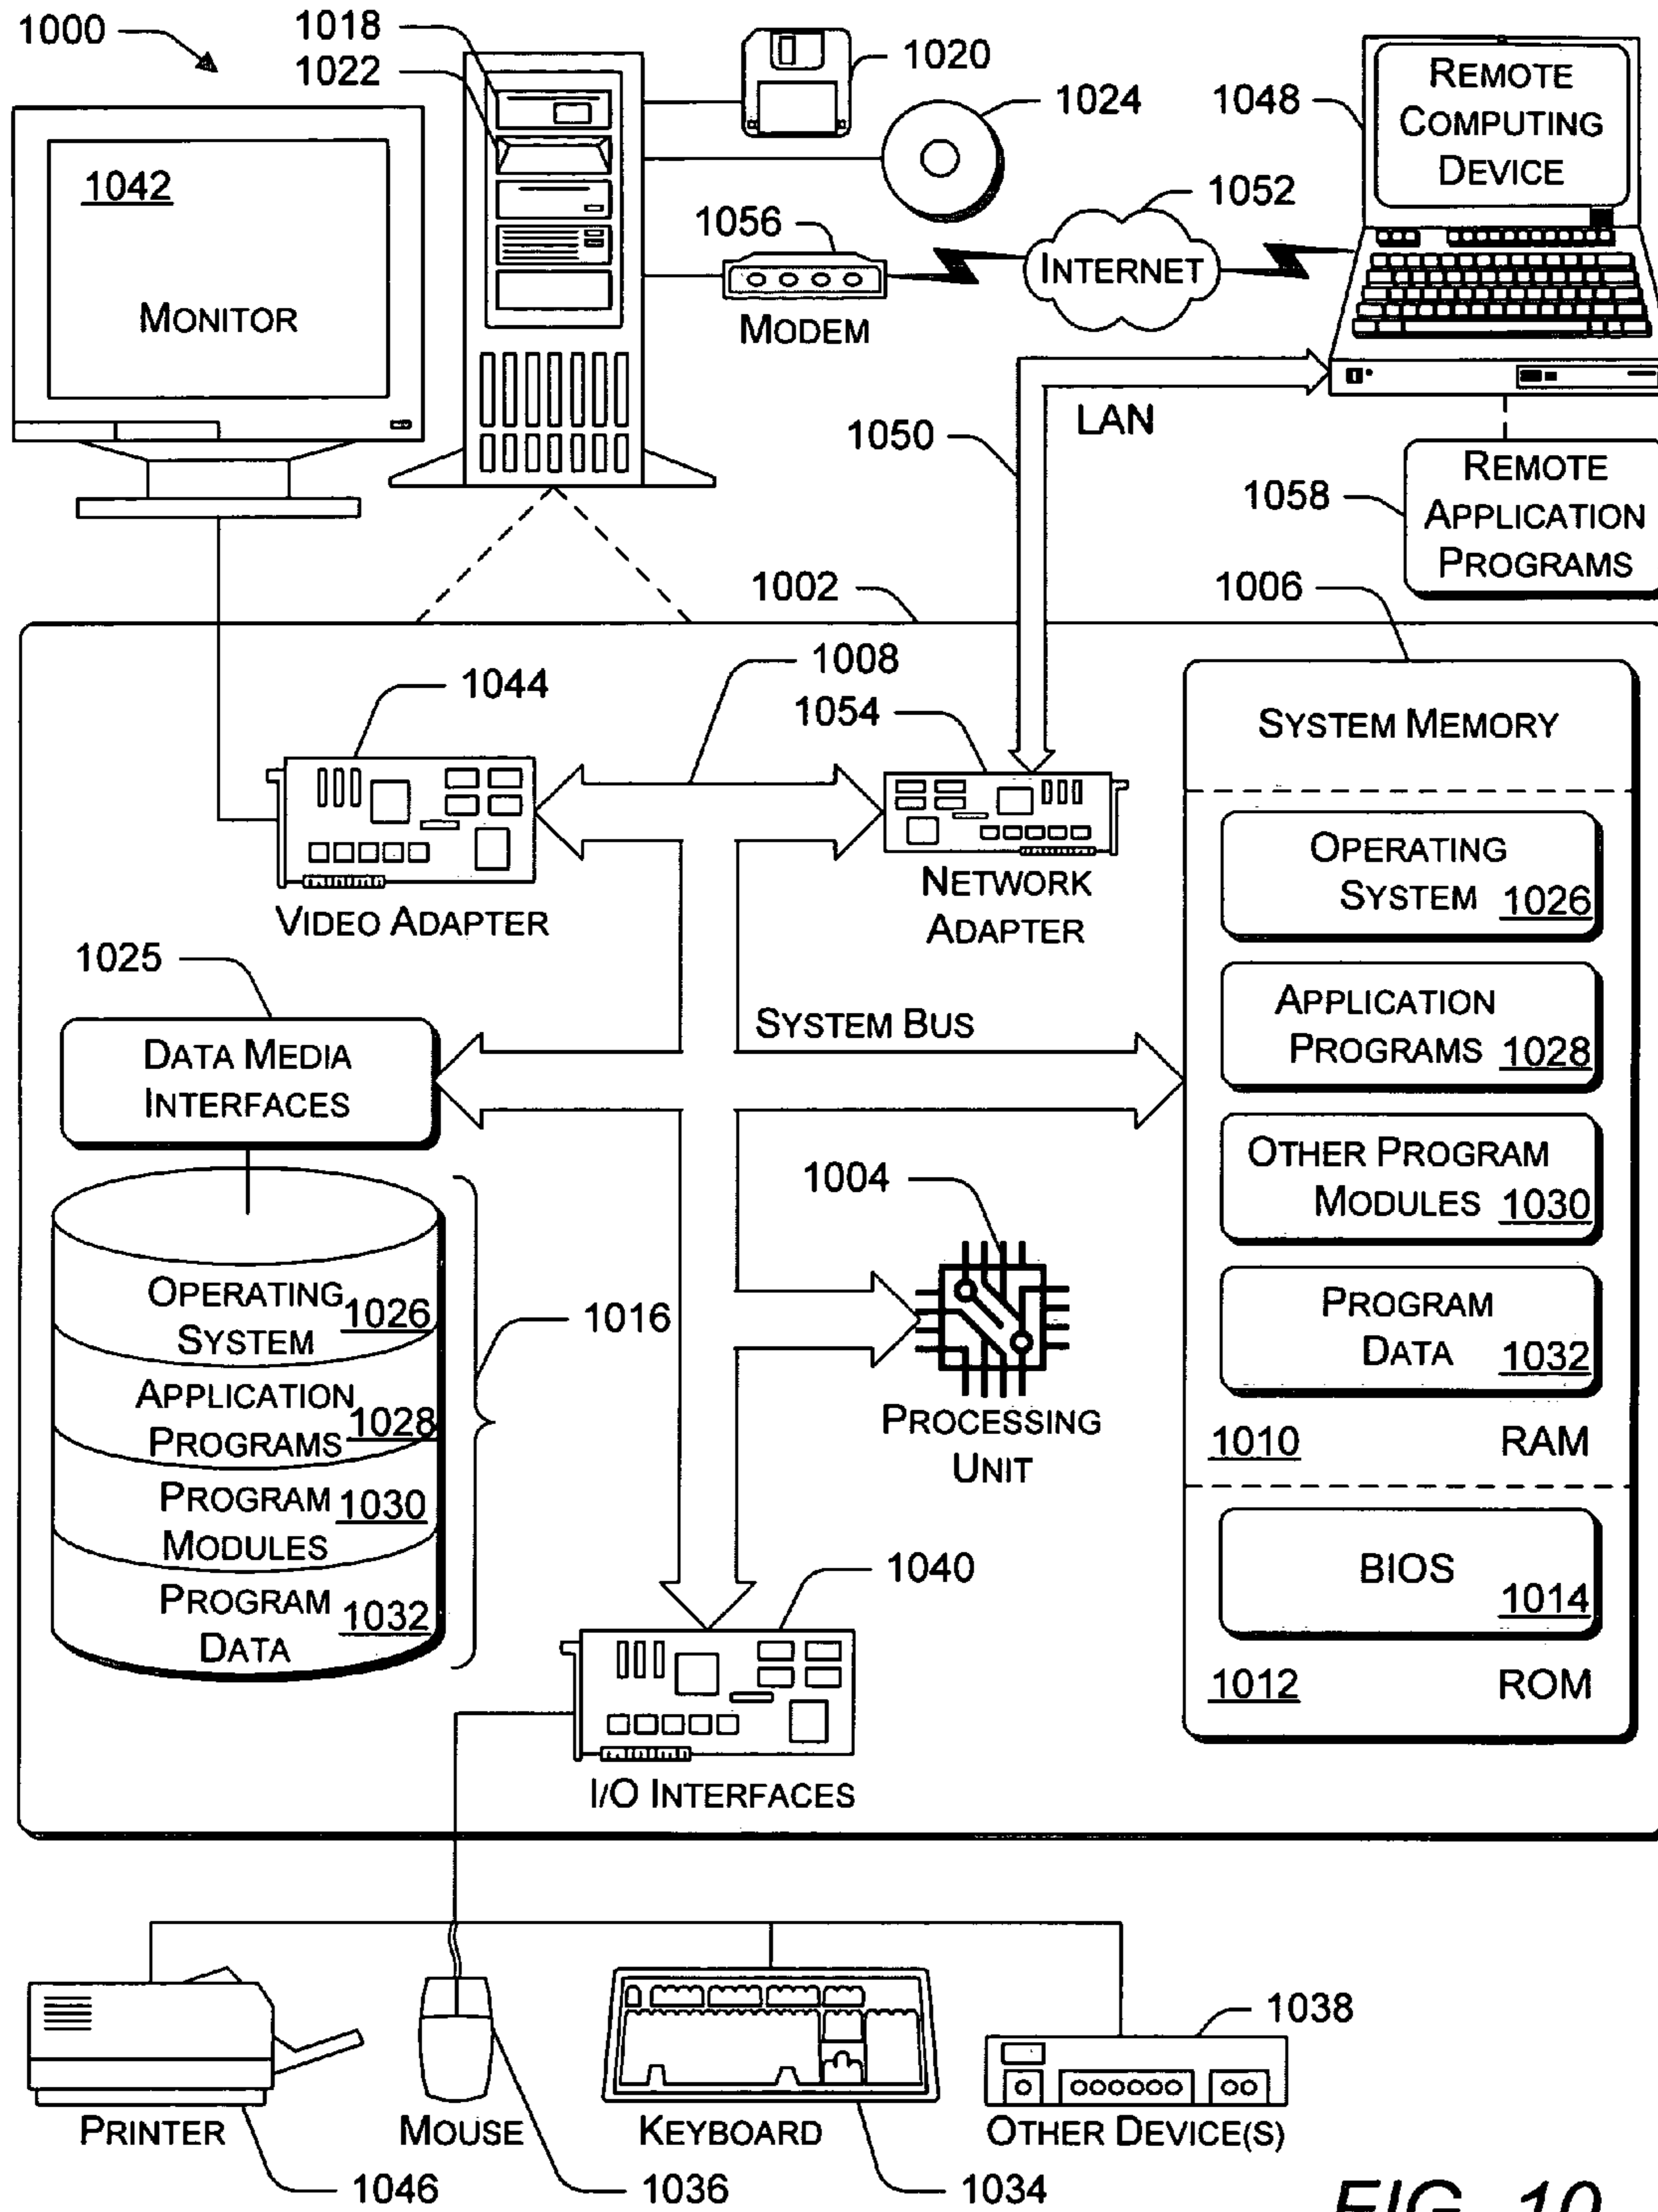 1000
1018
1022
1020
1024
1048
REMOTE
COMPUTING
DEVICE
1042
MONITOR
1056
MODEM
1052
INTERNET
LAN
1050
1058
REMOTE
APPLICATION
PROGRAMS
1002
1006
1008
1044
1054
VIDEO ADAPTER
NETWORK
ADAPTER
SYSTEM MEMORY
OPERATING
SYSTEM 1026
APPLICATION
PROGRAMS 1028
OTHER PROGRAM
MODULES 1030
PROGRAM
DATA 1032
1010 RAM
BIOS
1014
1012 ROM
1025
DATA MEDIA
INTERFACES
SYSTEM BUS
1004
PROCESSING
UNIT
OPERATING
SYSTEM 1026
APPLICATION
PROGRAMS 1028
PROGRAM
MODULES 1030
PROGRAM
DATA 1032
1016
1040
I/O INTERFACES
PRINTER
1046
MOUSE
1036
KEYBOARD
1034
1038
OTHER DEVICE(S)
FIG. 10